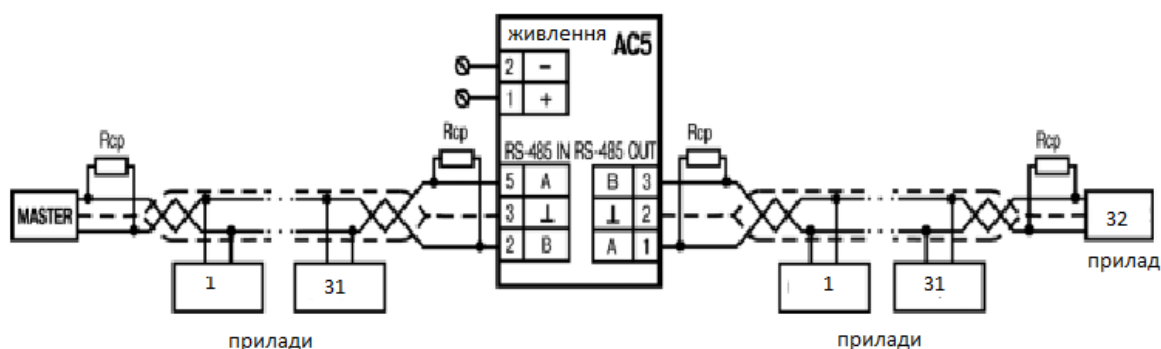 живлення
AC5
2 −
1 +
Rcp
Rcp
Rcp
Rcp
RS-485 IN RS-485 OUT
5 A B 3
3 ⊥ ⊥ 2
2 B A 1
MASTER
1
31
1
31
32
прилад
прилади
прилади